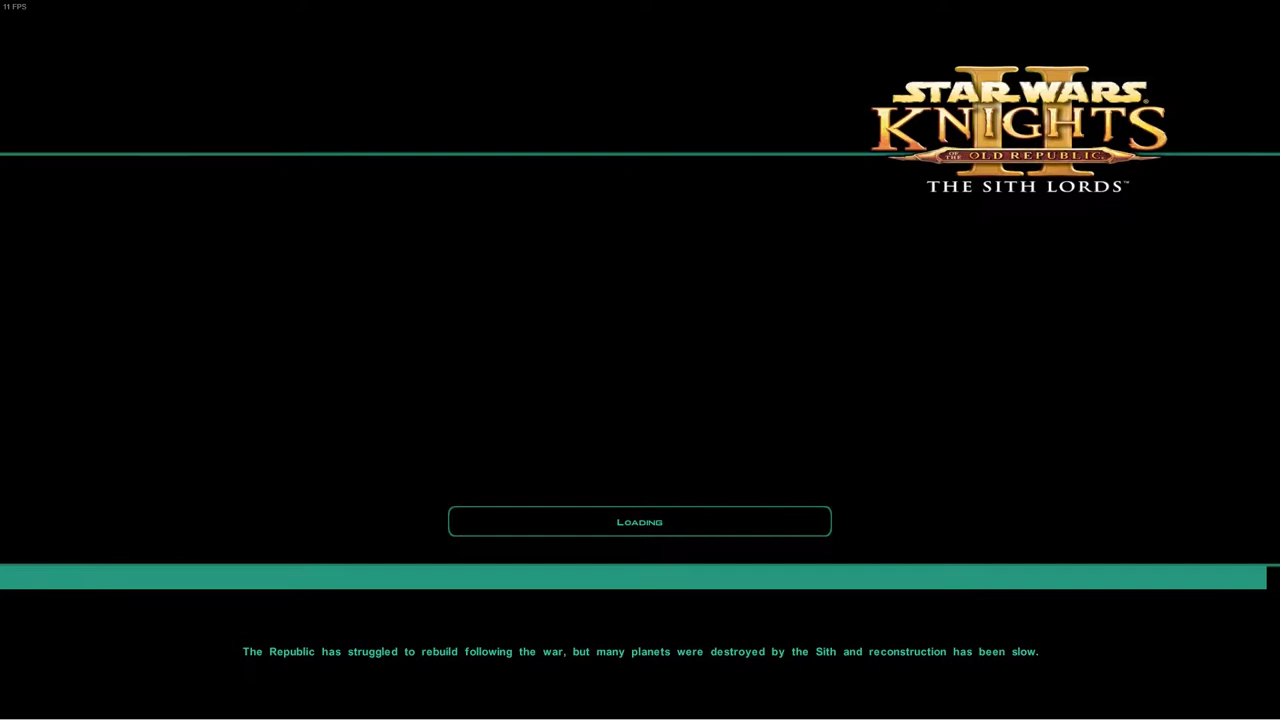 11 FPS
STAR WARS
KNIGHTS
OF THE OLD REPUBLIC
II
THE SITH LORDS™
LOADING
The Republic has struggled to rebuild following the war, but many planets were destroyed by the Sith and reconstruction has been slow.